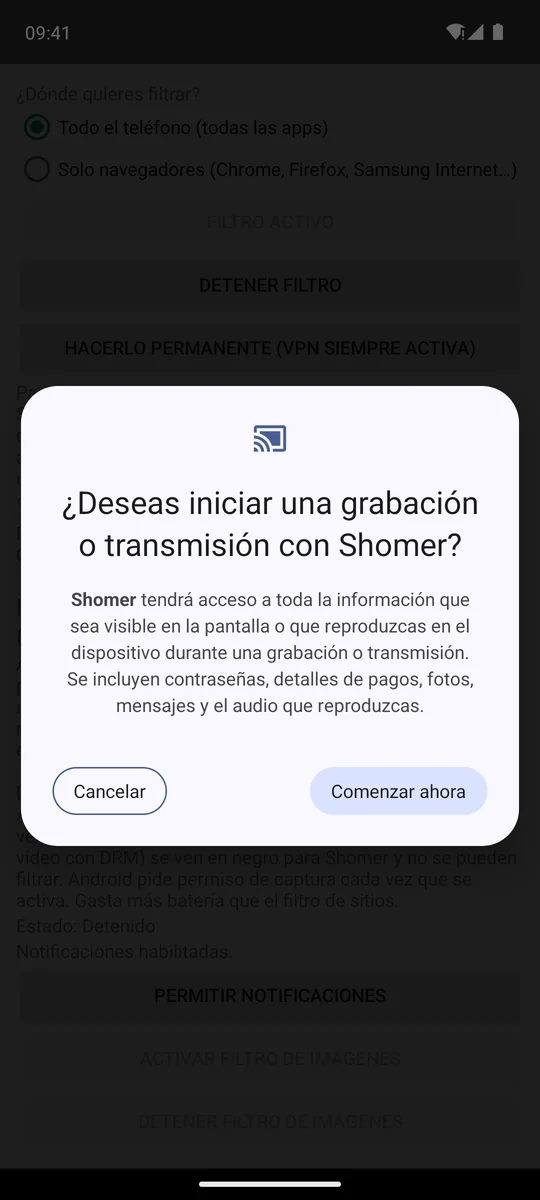 09:41
¿Dónde quieres filtrar?
Todo el teléfono (todas las apps)
Solo navegadores (Chrome, Firefox, Samsung Internet…)
FILTRO ACTIVO
DETENER FILTRO
HACERLO PERMANENTE (VPN SIEMPRE ACTIVA)
¿Deseas iniciar una grabación
o transmisión con Shomer?
Shomer tendrá acceso a toda la información que
sea visible en la pantalla o que reproduzcas en el
dispositivo durante una grabación o transmisión.
Se incluyen contraseñas, detalles de pagos, fotos,
mensajes y el audio que reproduzcas.
Cancelar
Comenzar ahora
vídeo con DRM) se ven en negro para Shomer y no se pueden
filtrar. Android pide permiso de captura cada vez que se
activa. Gasta más batería que el filtro de sitios.
Estado: Detenido
Notificaciones habilitadas.
PERMITIR NOTIFICACIONES
ACTIVAR FILTRO DE IMÁGENES
DETENER FILTRO DE IMÁGENES